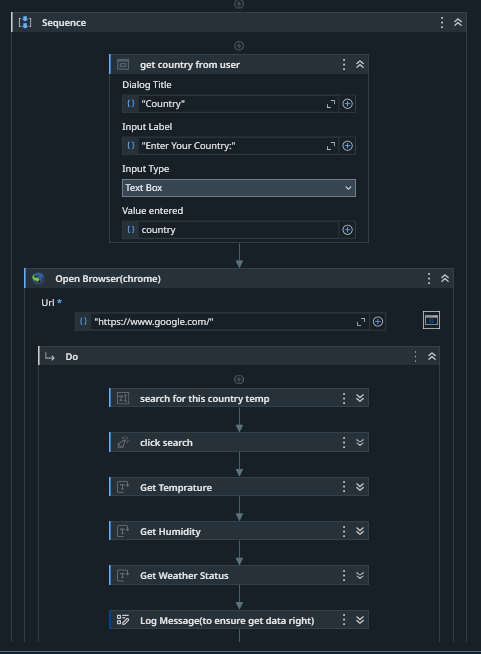 Sequence
get country from user
Dialog Title
"Country"
Input Label
"Enter Your Country:"
Input Type
Text Box
Value entered
country
Open Browser(chrome)
Url *
"https://www.google.com/"
Do
search for this country temp
click search
Get Temprature
Get Humidity
Get Weather Status
Log Message(to ensure get data right)